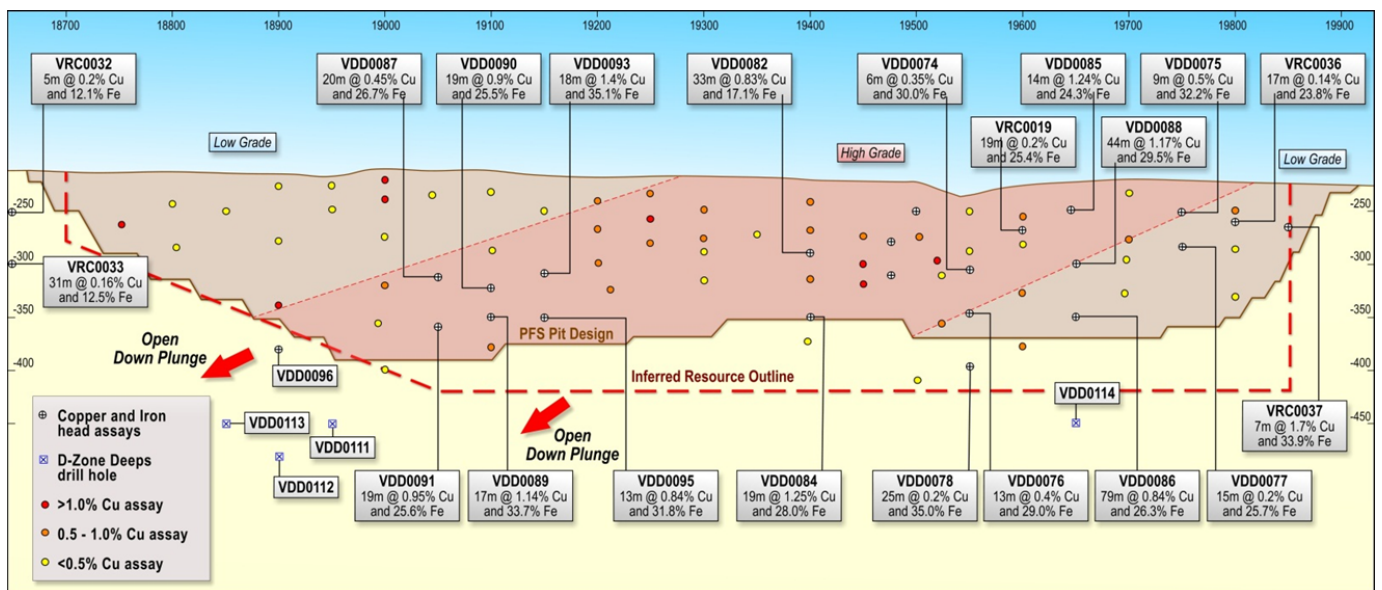 18700
18800
18900
19000
19100
19200
19300
19400
19500
19600
19700
19800
19900
VRC0032
5m @ 0.2% Cu
and 12.1% Fe
VDD0087
20m @ 0.45% Cu
and 26.7% Fe
VDD0090
19m @ 0.9% Cu
and 25.5% Fe
VDD0093
18m @ 1.4% Cu
and 35.1% Fe
VDD0082
33m @ 0.83% Cu
and 17.1% Fe
VDD0074
6m @ 0.35% Cu
and 30.0% Fe
VDD0085
14m @ 1.24% Cu
and 24.3% Fe
VDD0075
9m @ 0.5% Cu
and 32.2% Fe
VRC0036
17m @ 0.14% Cu
and 23.8% Fe
VRC0019
19m @ 0.2% Cu
and 25.4% Fe
VDD0088
44m @ 1.17% Cu
and 29.5% Fe
Low Grade
High Grade
Low Grade
-250
-300
-350
-400
-250
-300
-350
-400
-450
VRC0033
31m @ 0.16% Cu
and 12.5% Fe
Open
Down Plunge
PFS Pit Design
Inferred Resource Outline
Open
Down Plunge
VDD0096
VDD0113
VDD0111
VDD0112
VDD0114
VRC0037
7m @ 1.7% Cu
and 33.9% Fe
Copper and Iron
head assays
D-Zone Deeps
drill hole
>1.0% Cu assay
0.5 - 1.0% Cu assay
<0.5% Cu assay
VDD0091
19m @ 0.95% Cu
and 25.6% Fe
VDD0089
17m @ 1.14% Cu
and 33.7% Fe
VDD0095
13m @ 0.84% Cu
and 31.8% Fe
VDD0084
19m @ 1.25% Cu
and 28.0% Fe
VDD0078
25m @ 0.2% Cu
and 35.0% Fe
VDD0076
13m @ 0.4% Cu
and 29.0% Fe
VDD0086
79m @ 0.84% Cu
and 26.3% Fe
VDD0077
15m @ 0.2% Cu
and 25.7% Fe